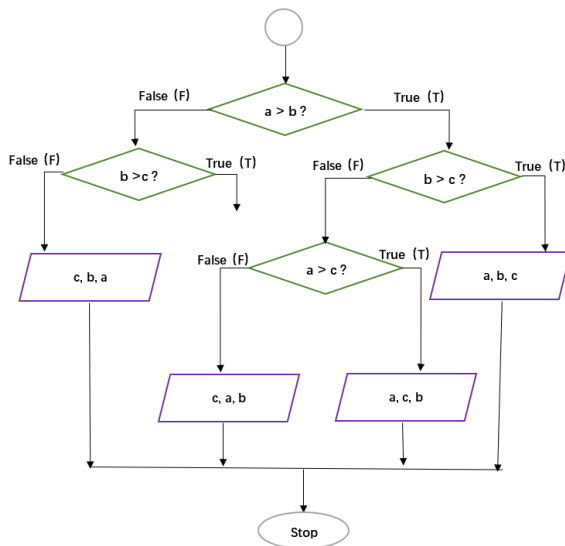 False (F)
True (T)
a > b ?
False (F)
True (T)
b >c ?
False (F)
True (T)
b > c ?
False (F)
True (T)
a > c ?
c, b, a
a, b, c
c, a, b
a, c, b
Stop